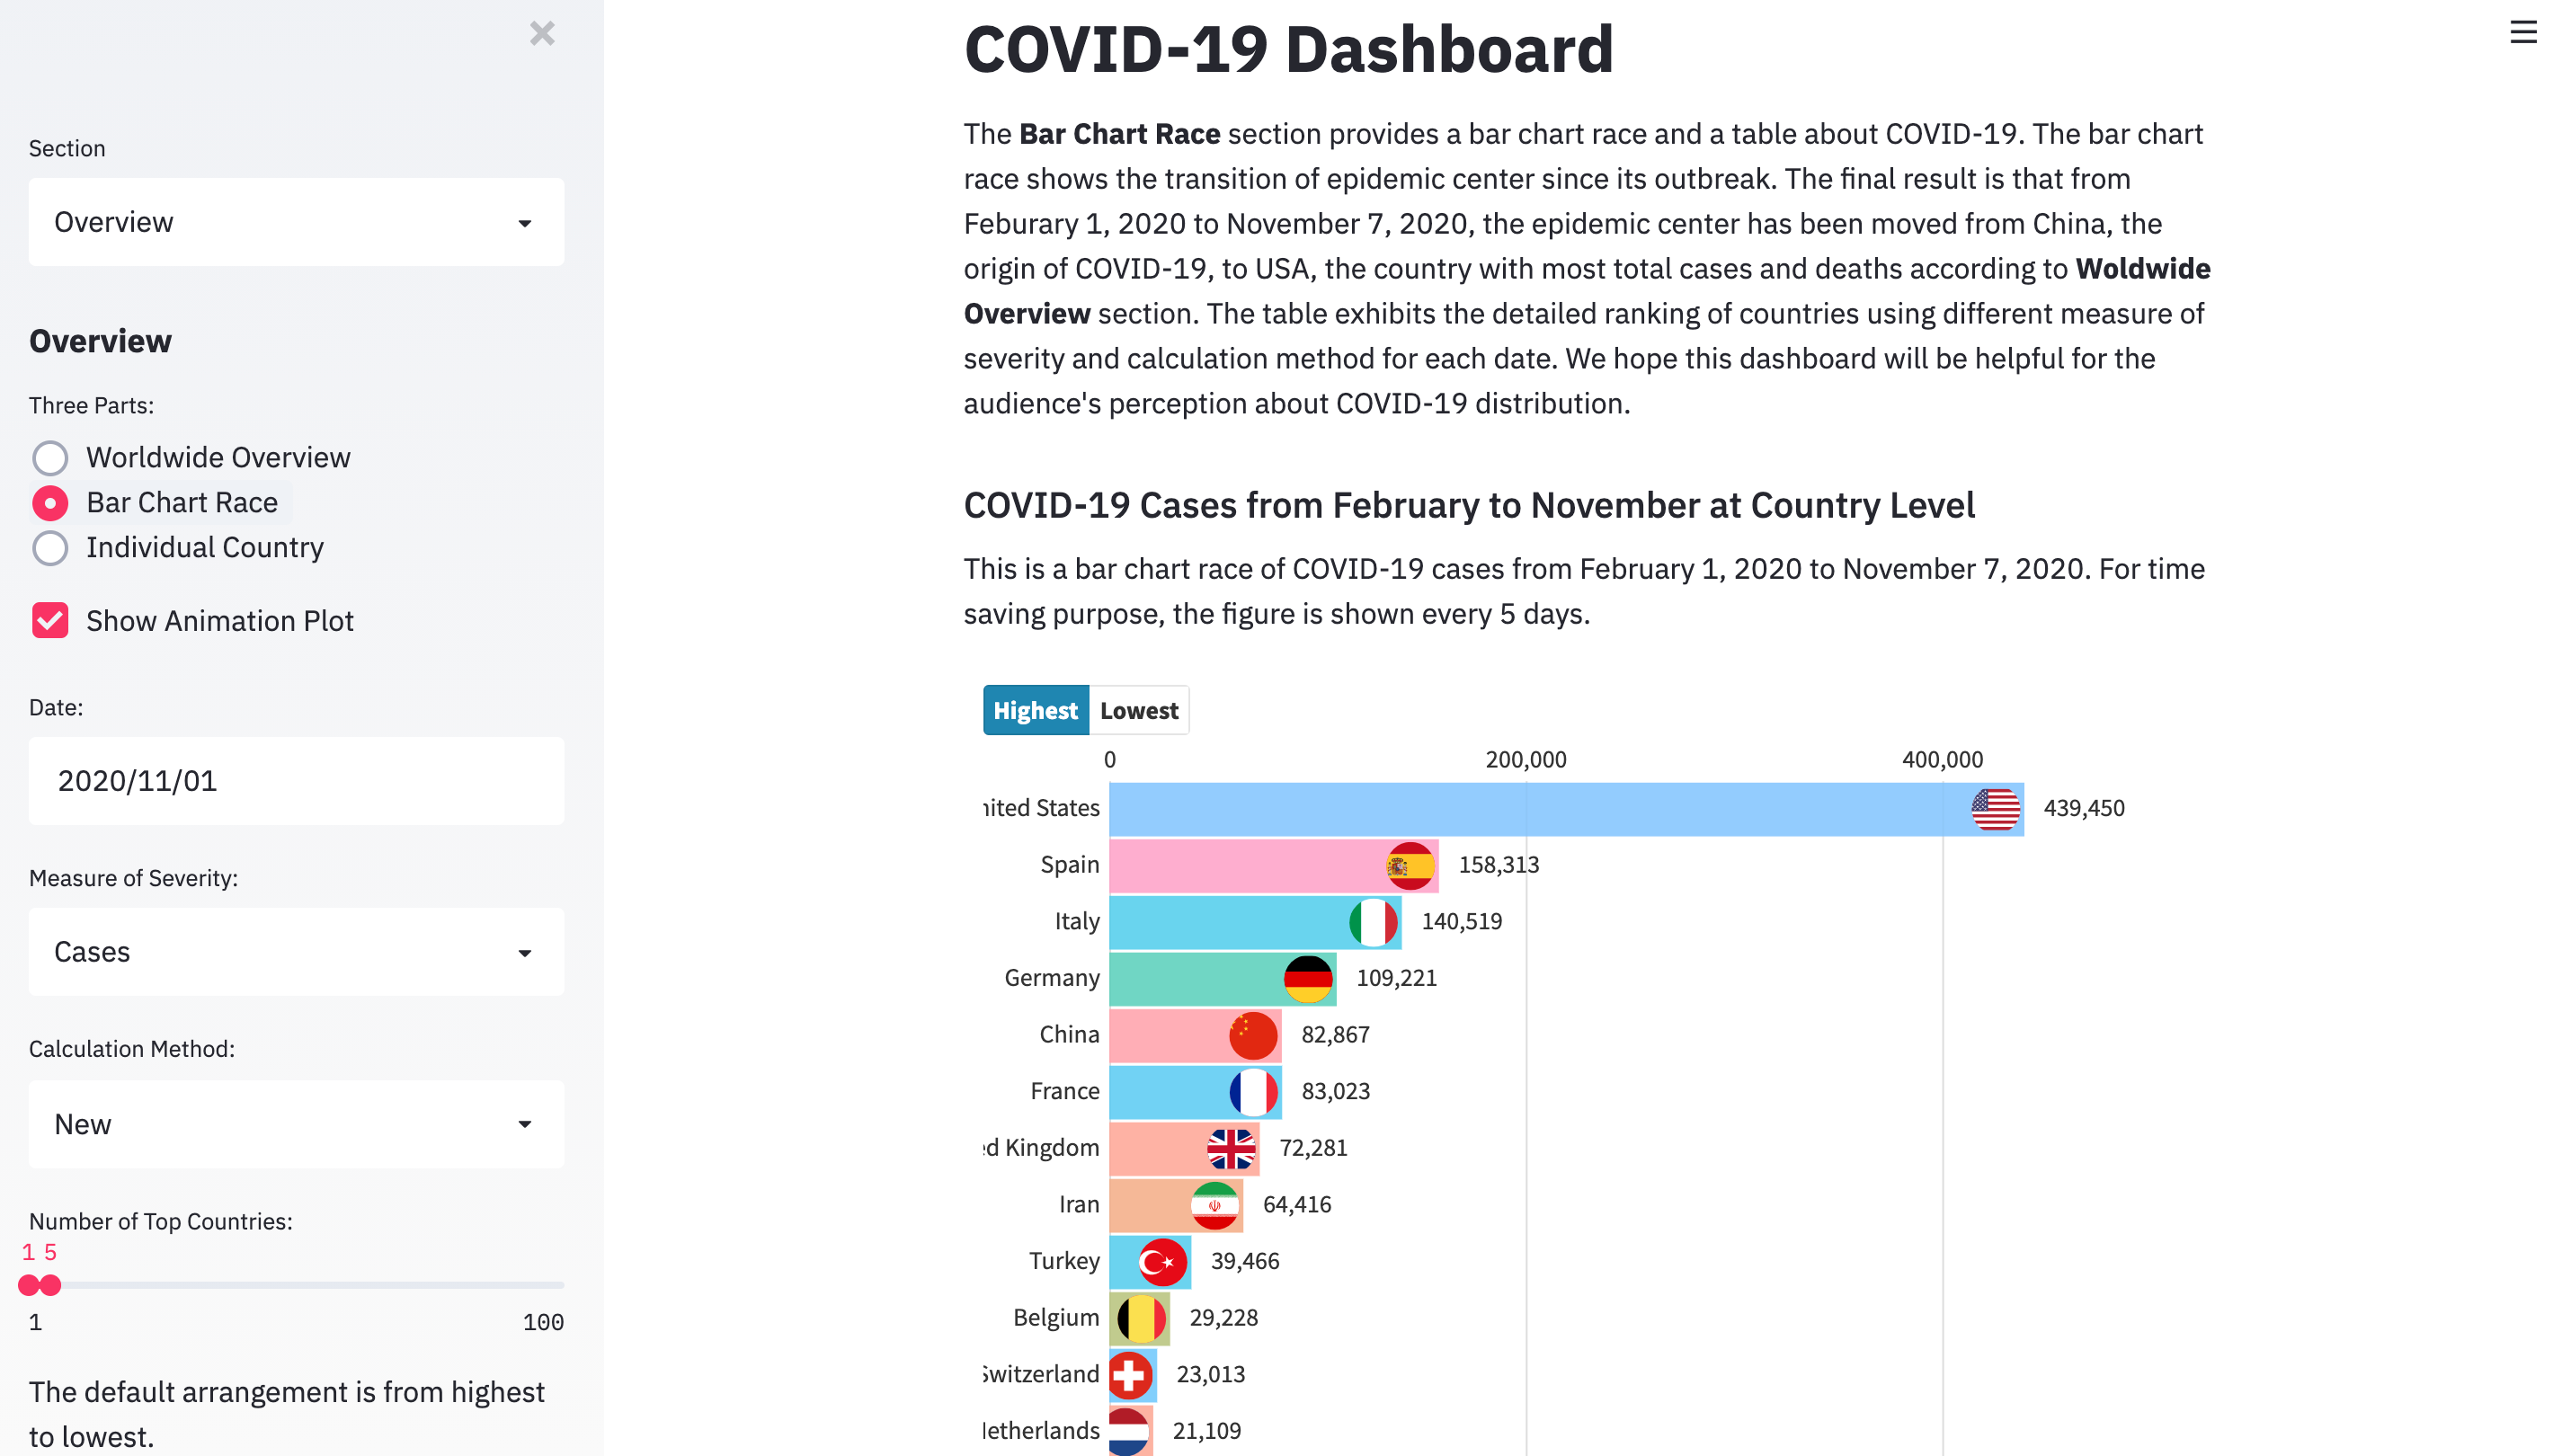 Section
Overview
Overview
Three Parts:
Worldwide Overview
Bar Chart Race
Individual Country
Show Animation Plot
Date:
2020/11/01
Measure of Severity:
Cases
Calculation Method:
New
Number of Top Countries:
1 5
1 100
The default arrangement is from highest
to lowest.
COVID-19 Dashboard
The Bar Chart Race section provides a bar chart race and a table about COVID-19. The bar chart
race shows the transition of epidemic center since its outbreak. The final result is that from
Feburary 1, 2020 to November 7, 2020, the epidemic center has been moved from China, the
origin of COVID-19, to USA, the country with most total cases and deaths according to Woldwide
Overview section. The table exhibits the detailed ranking of countries using different measure of
severity and calculation method for each date. We hope this dashboard will be helpful for the
audience's perception about COVID-19 distribution.
COVID-19 Cases from February to November at Country Level
This is a bar chart race of COVID-19 cases from February 1, 2020 to November 7, 2020. For time
saving purpose, the figure is shown every 5 days.
Highest Lowest
0 200,000 400,000
nited States 439,450
Spain 158,313
Italy 140,519
Germany 109,221
China 82,867
France 83,023
ed Kingdom 72,281
Iran 64,416
Turkey 39,466
Belgium 29,228
Switzerland 23,013
Netherlands 21,109